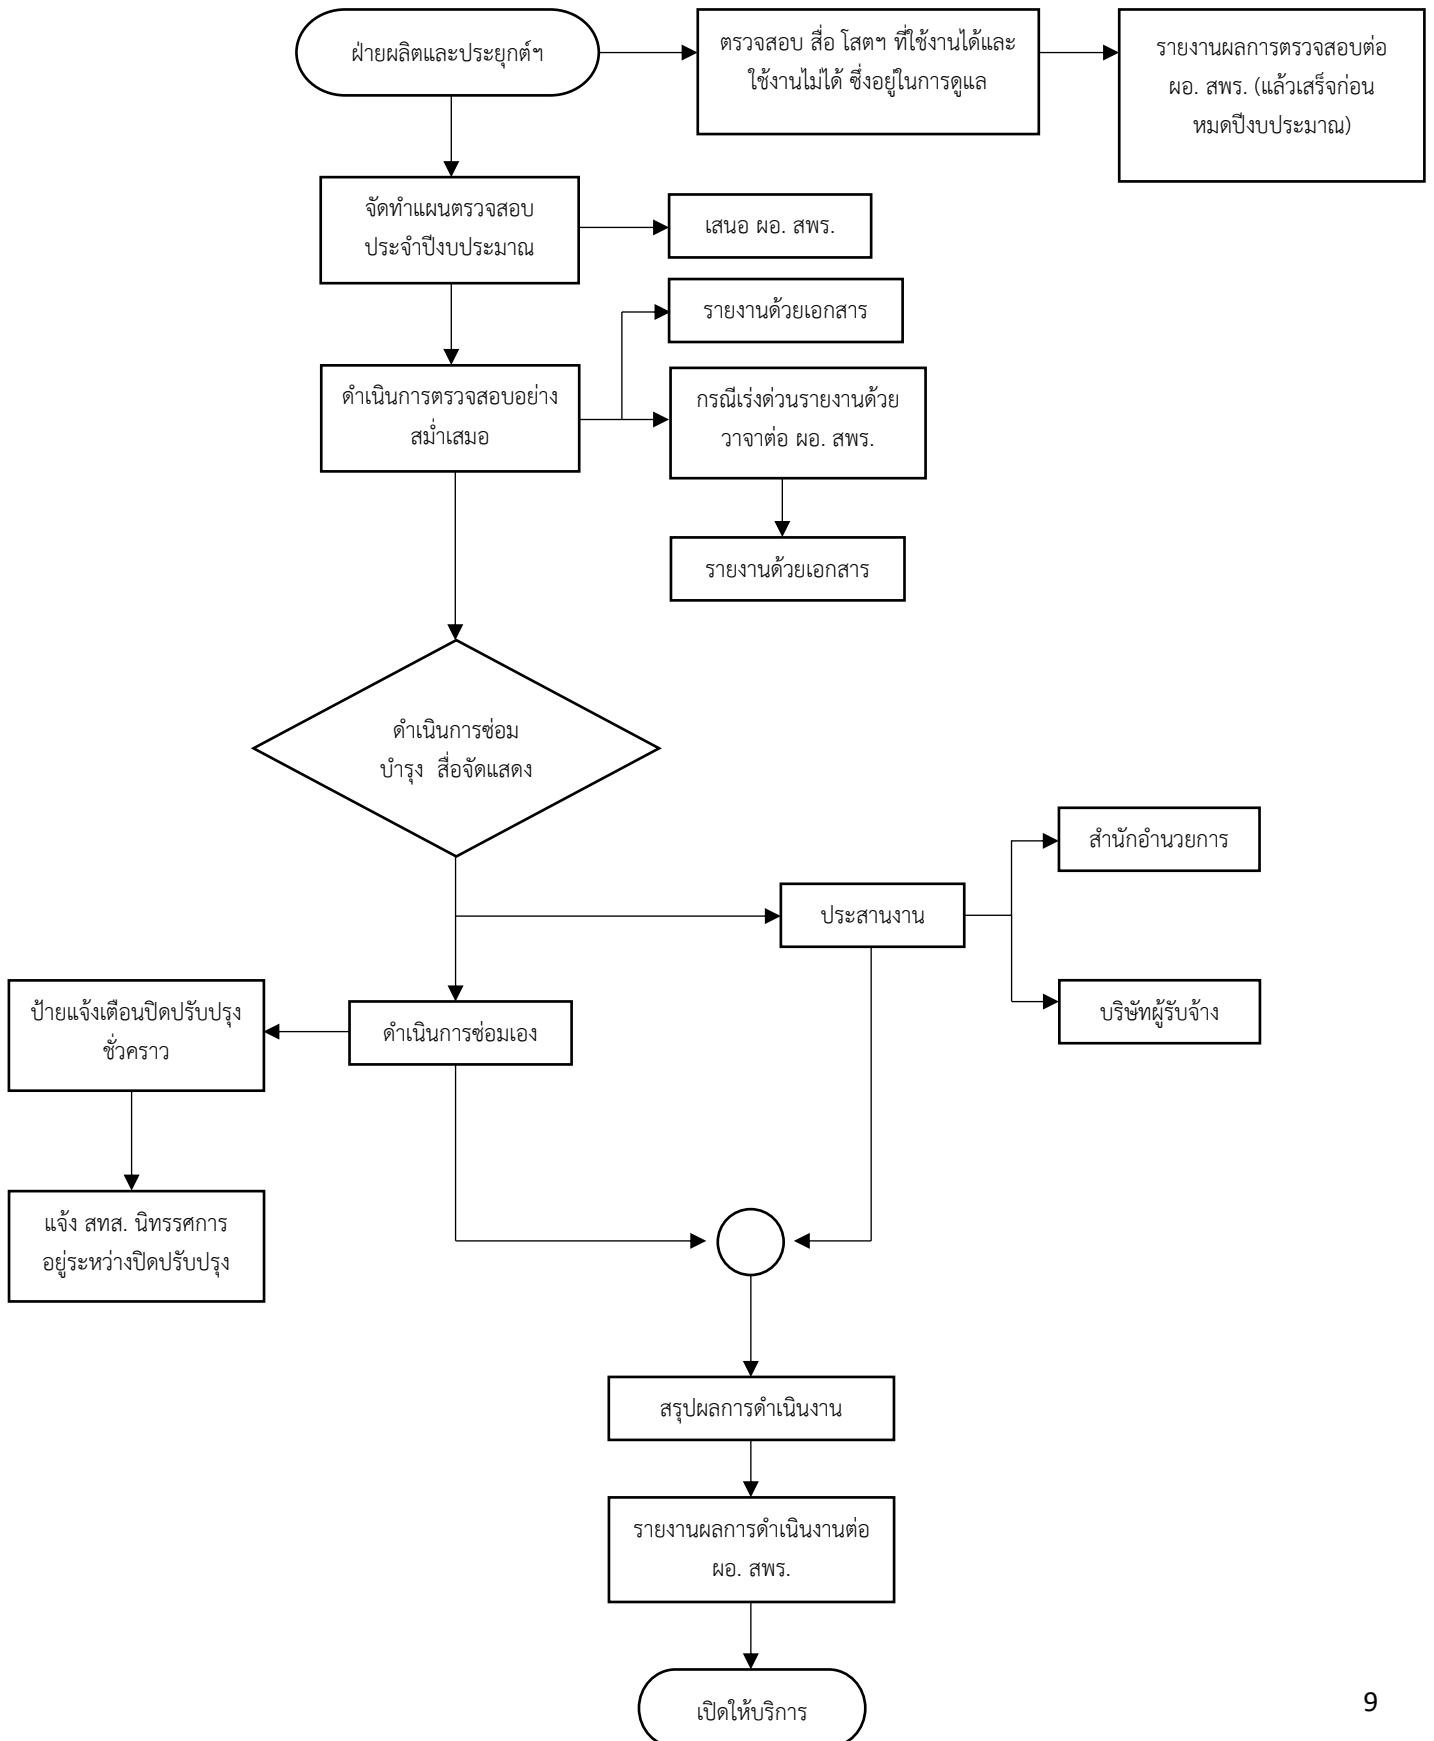 ฝ่ายผลิตและประยุกต์ฯ
ตรวจสอบ สื่อ โสตฯ ที่ใช้งานได้และ
ใช้งานไม่ได้ ซึ่งอยู่ในการดูแล
รายงานผลการตรวจสอบต่อ
ผอ. สพร. (แล้วเสร็จก่อน
หมดปีงบประมาณ)
จัดทำแผนตรวจสอบ
ประจำปีงบประมาณ
เสนอ ผอ. สพร.
รายงานด้วยเอกสาร
ดำเนินการตรวจสอบอย่าง
สม่ำเสมอ
กรณีเร่งด่วนรายงานด้วย
วาจาต่อ ผอ. สพร.
รายงานด้วยเอกสาร
ดำเนินการซ่อม
บำรุง สื่อจัดแสดง
สำนักอำนวยการ
ประสานงาน
บริษัทผู้รับจ้าง
ป้ายแจ้งเตือนปิดปรับปรุง
ชั่วคราว
ดำเนินการซ่อมเอง
แจ้ง สทส. นิทรรศการ
อยู่ระหว่างปิดปรับปรุง
สรุปผลการดำเนินงาน
รายงานผลการดำเนินงานต่อ
ผอ. สพร.
เปิดให้บริการ
9